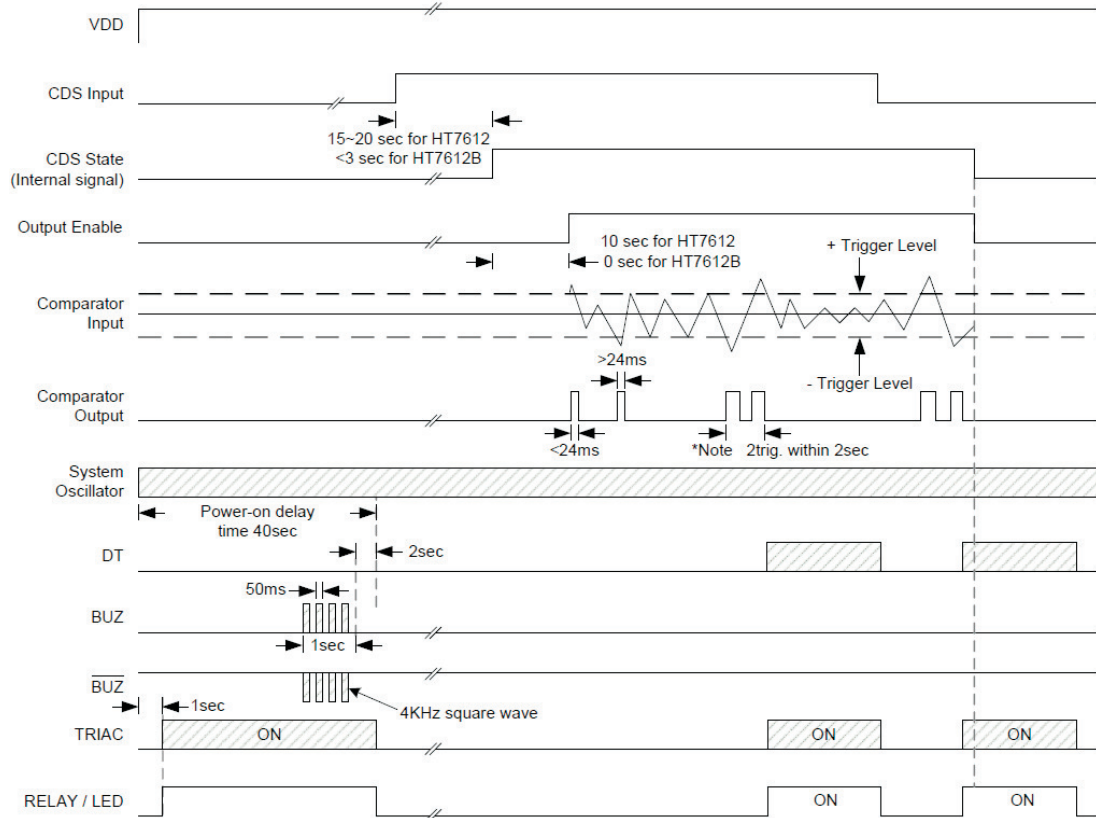 VDD
CDS Input
15~20 sec for HT7612
<3 sec for HT7612B
CDS State
(Internal signal)
Output Enable
10 sec for HT7612
0 sec for HT7612B
+ Trigger Level
Comparator
Input
>24ms
- Trigger Level
Comparator
Output
<24ms
*Note 2trig. within 2sec
System
Oscillator
Power-on delay
time 40sec
DT
2sec
50ms
BUZ
1sec
BUZ
1sec
4KHz square wave
TRIAC
ON
ON
ON
RELAY / LED
ON
ON